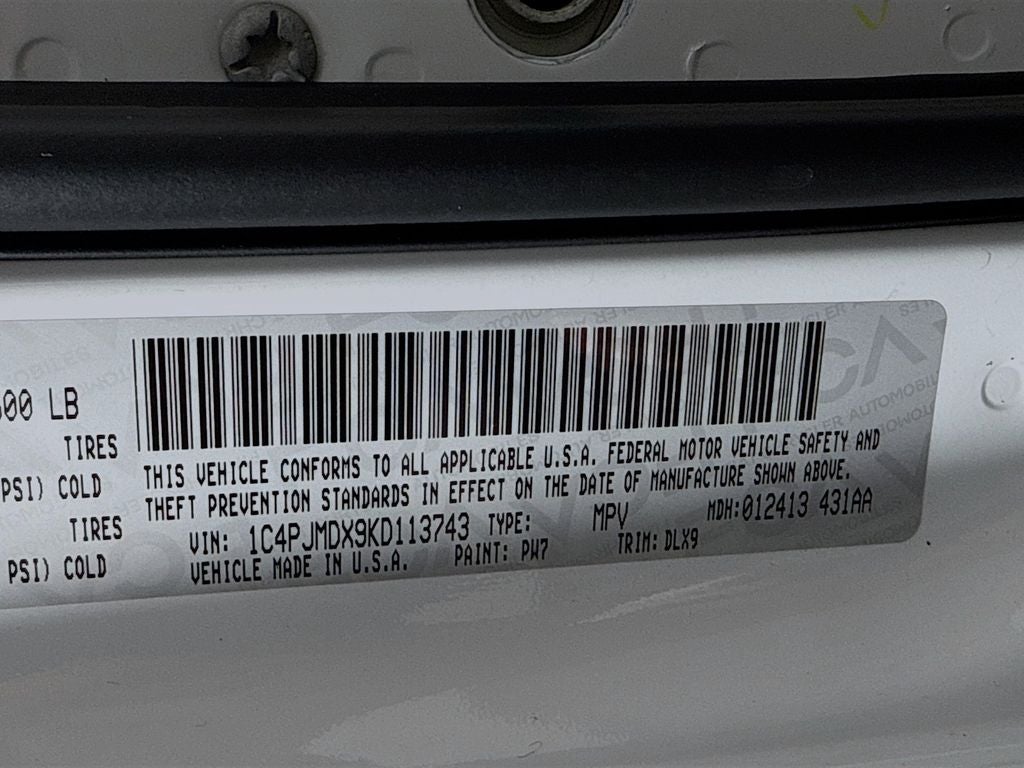 00 LB
TIRES
PSI) COLD
TIRES
PSI) COLD
THIS VEHICLE CONFORMS TO ALL APPLICABLE U.S.A. FEDERAL MOTOR VEHICLE SAFETY AND
THEFT PREVENTION STANDARDS IN EFFECT ON THE DATE OF MANUFACTURE SHOWN ABOVE.
VIN: 1C4PJMDX9KD113743 TYPE: MPV MDH:012413 431AA
VEHICLE MADE IN U.S.A. PAINT: PW7 TRIM:DLX9